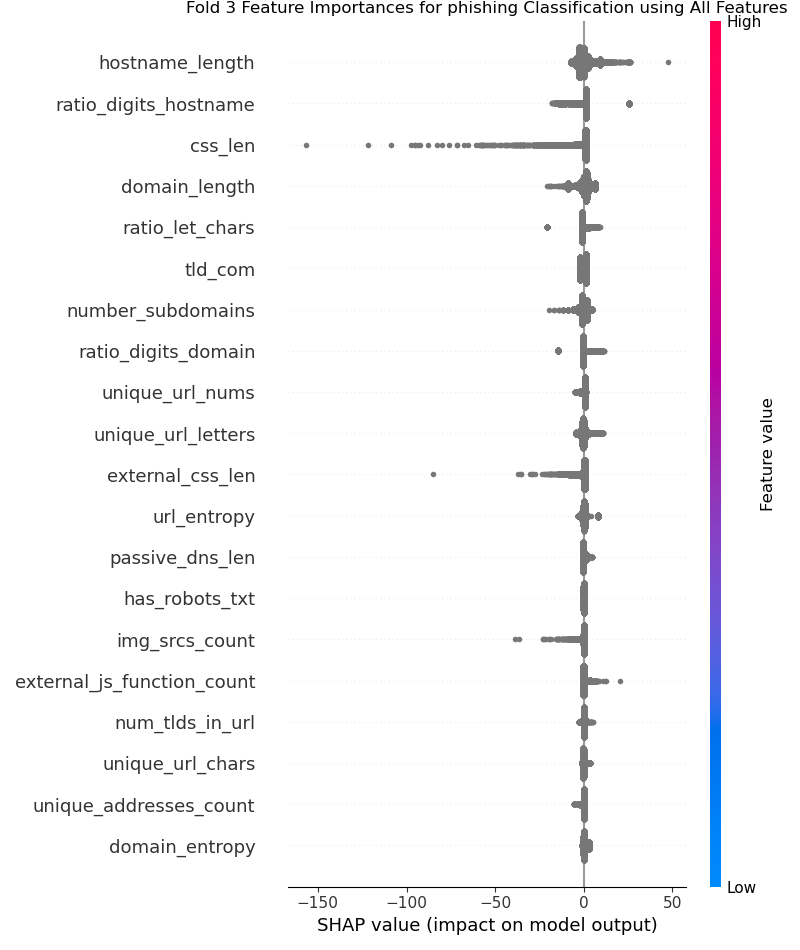 Fold 3 Feature Importances for phishing Classification using All Features
High
hostname_length
ratio_digits_hostname
css_len
domain_length
ratio_let_chars
tld_com
number_subdomains
ratio_digits_domain
unique_url_nums
unique_url_letters
external_css_len
url_entropy
passive_dns_len
has_robots_txt
img_srcs_count
external_js_function_count
num_tlds_in_url
unique_url_chars
unique_addresses_count
domain_entropy
Feature value
Low
−150 −100 −50 0 50
SHAP value (impact on model output)